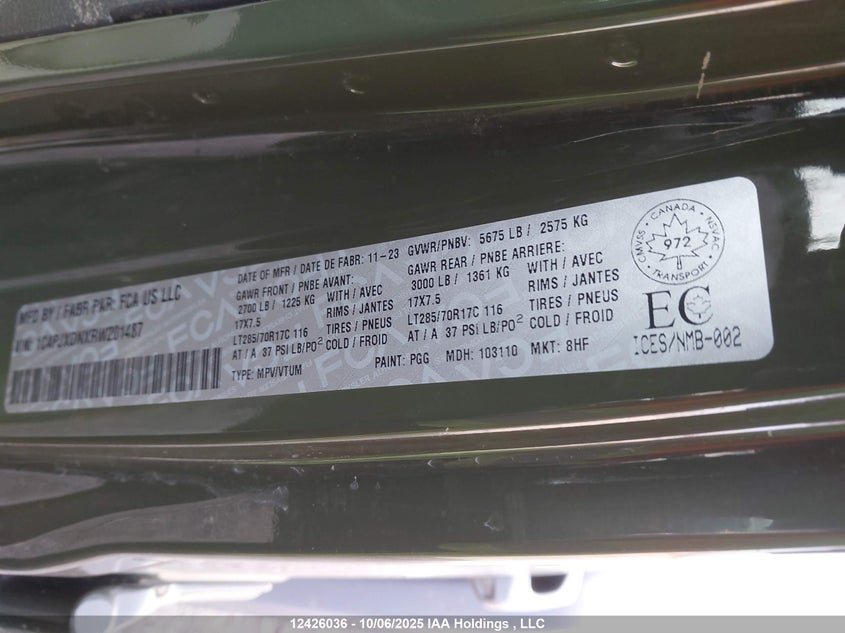 MFD BY / FABR PAR: FCA US LLC
DATE OF MFR / DATE DE FABR: 11-23
GVWR/PNBV: 5675 LB / 2575 KG
GAWR FRONT / PNBE AVANT:
2700 LB / 1225 KG WITH / AVEC
17X7.5 RIMS / JANTES
LT285/70R17C 116 TIRES / PNEUS
AT / A 37 PSI LB/PO² COLD / FROID
GAWR REAR / PNBE ARRIERE:
3000 LB / 1361 KG WITH / AVEC
17X7.5 RIMS / JANTES
LT285/70R17C 116 TIRES / PNEUS
AT / A 37 PSI LB/PO² COLD / FROID
VIN:
TYPE: MPV/VTUM PAINT: PGG MDH: 103110 MKT: 8HF
CANADA
CMVSS NSVAC
972
TRANSPORT
EC
ICES/NMB-002
12426036 - 10/06/2025 IAA Holdings , LLC